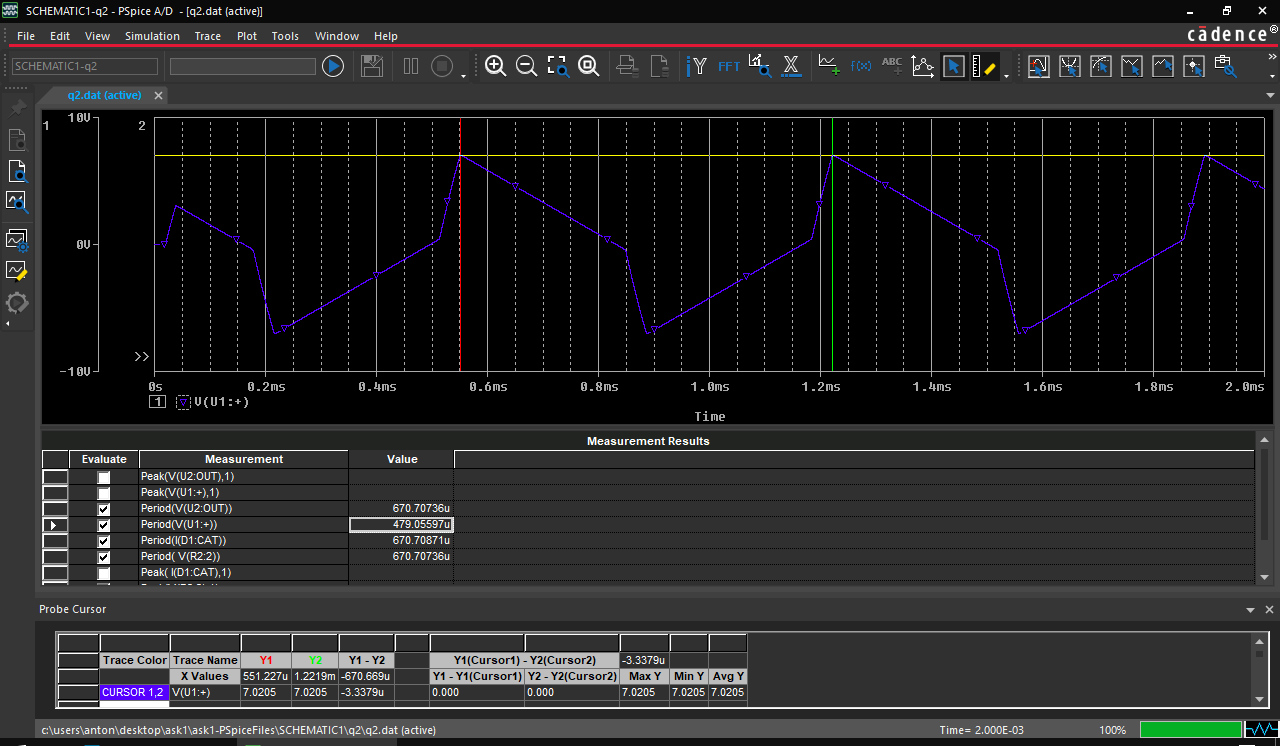 SCHEMATIC1-q2 - PSpice A/D - [q2.dat (active)]
File Edit View Simulation Trace Plot Tools Window Help
cādence®
SCHEMATIC1-q2
FFT
f(x)
ABC
q2.dat (active)
1 10V 2
0V
-10V >>
0s 0.2ms 0.4ms 0.6ms 0.8ms 1.0ms 1.2ms 1.4ms 1.6ms 1.8ms 2.0ms
1 V(U1:+)
Time
Measurement Results
Evaluate Measurement Value
Peak(V(U2:OUT),1)
Peak(V(U1:+),1)
Period(V(U2:OUT)) 670.70736u
Period(V(U1:+)) 479.05597u
Period(I(D1:CAT)) 670.70871u
Period( V(R2:2)) 670.70736u
Peak( I(D1:CAT),1)
Probe Cursor
Trace Color Trace Name Y1 Y2 Y1 - Y2 Y1(Cursor1) - Y2(Cursor2) -3.3379u
X Values 551.227u 1.2219m -670.669u Y1 - Y1(Cursor1) Y2 - Y2(Cursor2) Max Y Min Y Avg Y
CURSOR 1,2 V(U1:+) 7.0205 7.0205 -3.3379u 0.000 0.000 7.0205 7.0205 7.0205
c:\users\anton\desktop\ask1\ask1-PSpiceFiles\SCHEMATIC1\q2\q2.dat (active) Time= 2.000E-03 100%